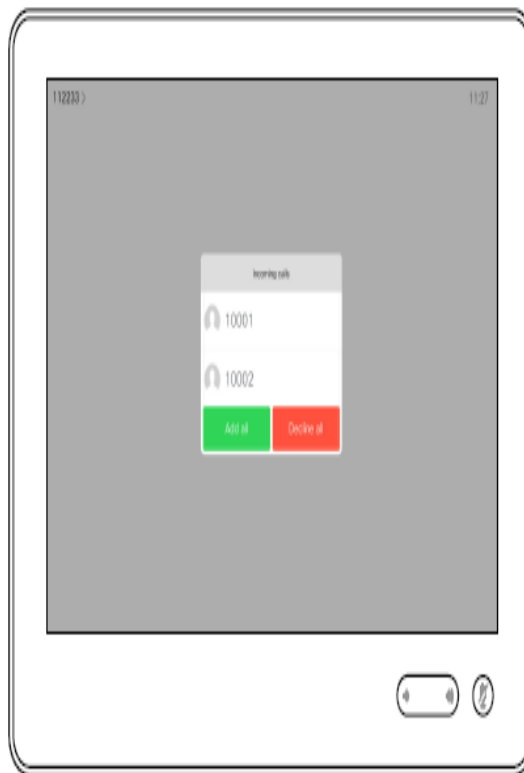 112233 >
11:27
Incoming calls
10001
10002
Add all
Decline all